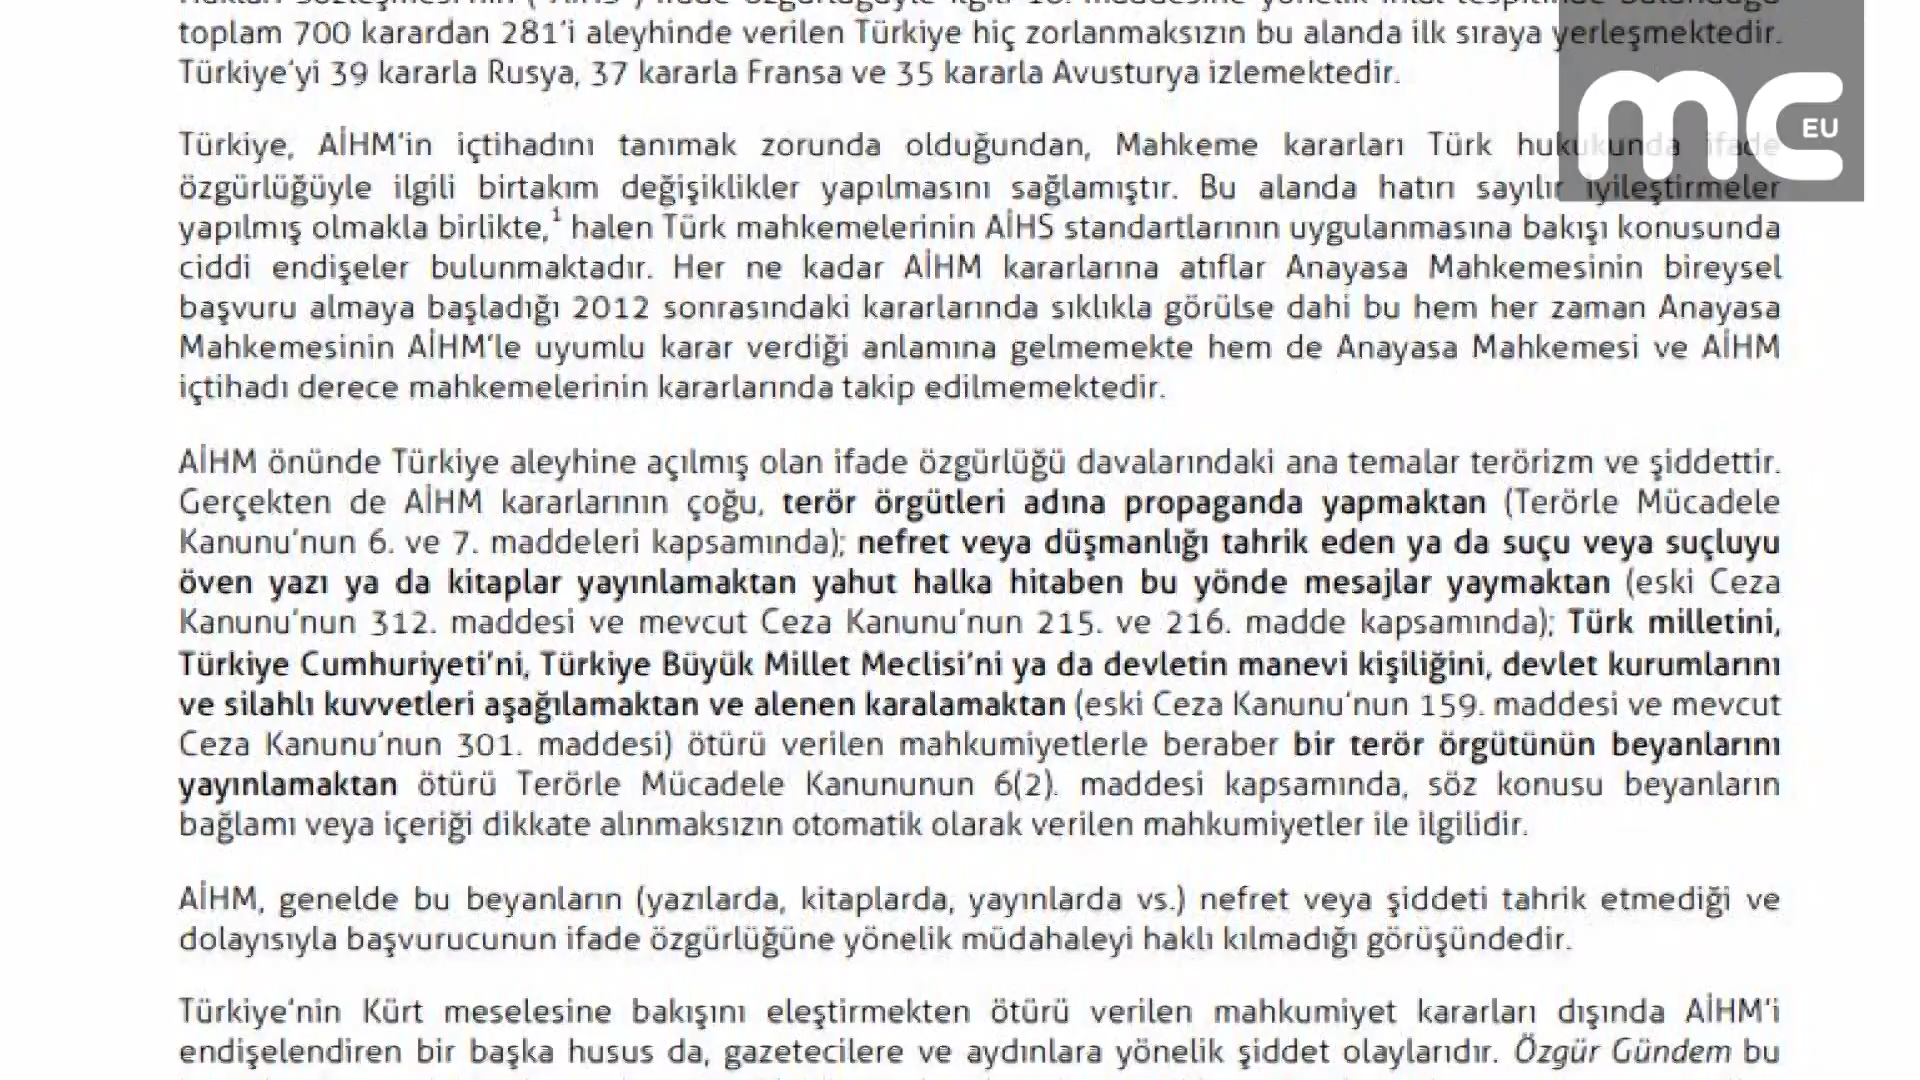 toplam 700 karardan 281'i aleyhinde verilen Türkiye hiç zorlanmaksızın bu alanda ilk sıraya yerleşmektedir.
Türkiye'yi 39 kararla Rusya, 37 kararla Fransa ve 35 kararla Avusturya izlemektedir.
mc EU
Türkiye, AİHM'in içtihadını tanımak zorunda olduğundan, Mahkeme kararları Türk hukukunda ifade
özgürlüğüyle ilgili birtakım değişiklikler yapılmasını sağlamıştır. Bu alanda hatırı sayılır iyileştirmeler
yapılmış olmakla birlikte,¹ halen Türk mahkemelerinin AİHS standartlarının uygulanmasına bakışı konusunda
ciddi endişeler bulunmaktadır. Her ne kadar AİHM kararlarına atıflar Anayasa Mahkemesinin bireysel
başvuru almaya başladığı 2012 sonrasındaki kararlarında sıklıkla görülse dahi bu hem her zaman Anayasa
Mahkemesinin AİHM'le uyumlu karar verdiği anlamına gelmemekte hem de Anayasa Mahkemesi ve AİHM
içtihadı derece mahkemelerinin kararlarında takip edilmemektedir.
AİHM önünde Türkiye aleyhine açılmış olan ifade özgürlüğü davalarındaki ana temalar terörizm ve şiddettir.
Gerçekten de AİHM kararlarının çoğu, terör örgütleri adına propaganda yapmaktan (Terörle Mücadele
Kanunu'nun 6. ve 7. maddeleri kapsamında); nefret veya düşmanlığı tahrik eden ya da suçu veya suçluyu
öven yazı ya da kitaplar yayınlamaktan yahut halka hitaben bu yönde mesajlar yaymaktan (eski Ceza
Kanunu'nun 312. maddesi ve mevcut Ceza Kanunu'nun 215. ve 216. madde kapsamında); Türk milletini,
Türkiye Cumhuriyeti'ni, Türkiye Büyük Millet Meclisi'ni ya da devletin manevi kişiliğini, devlet kurumlarını
ve silahlı kuvvetleri aşağılamaktan ve alenen karalamaktan (eski Ceza Kanunu'nun 159. maddesi ve mevcut
Ceza Kanunu'nun 301. maddesi) ötürü verilen mahkumiyetlerle beraber bir terör örgütünün beyanlarını
yayınlamaktan ötürü Terörle Mücadele Kanununun 6(2). maddesi kapsamında, söz konusu beyanların
bağlamı veya içeriği dikkate alınmaksızın otomatik olarak verilen mahkumiyetler ile ilgilidir.
AİHM, genelde bu beyanların (yazılarda, kitaplarda, yayınlarda vs.) nefret veya şiddeti tahrik etmediği ve
dolayısıyla başvurucunun ifade özgürlüğüne yönelik müdahaleyi haklı kılmadığı görüşündedir.
Türkiye'nin Kürt meselesine bakışını eleştirmekten ötürü verilen mahkumiyet kararları dışında AİHM'i
endişelendiren bir başka husus da, gazetecilere ve aydınlara yönelik şiddet olaylarıdır. Özgür Gündem bu